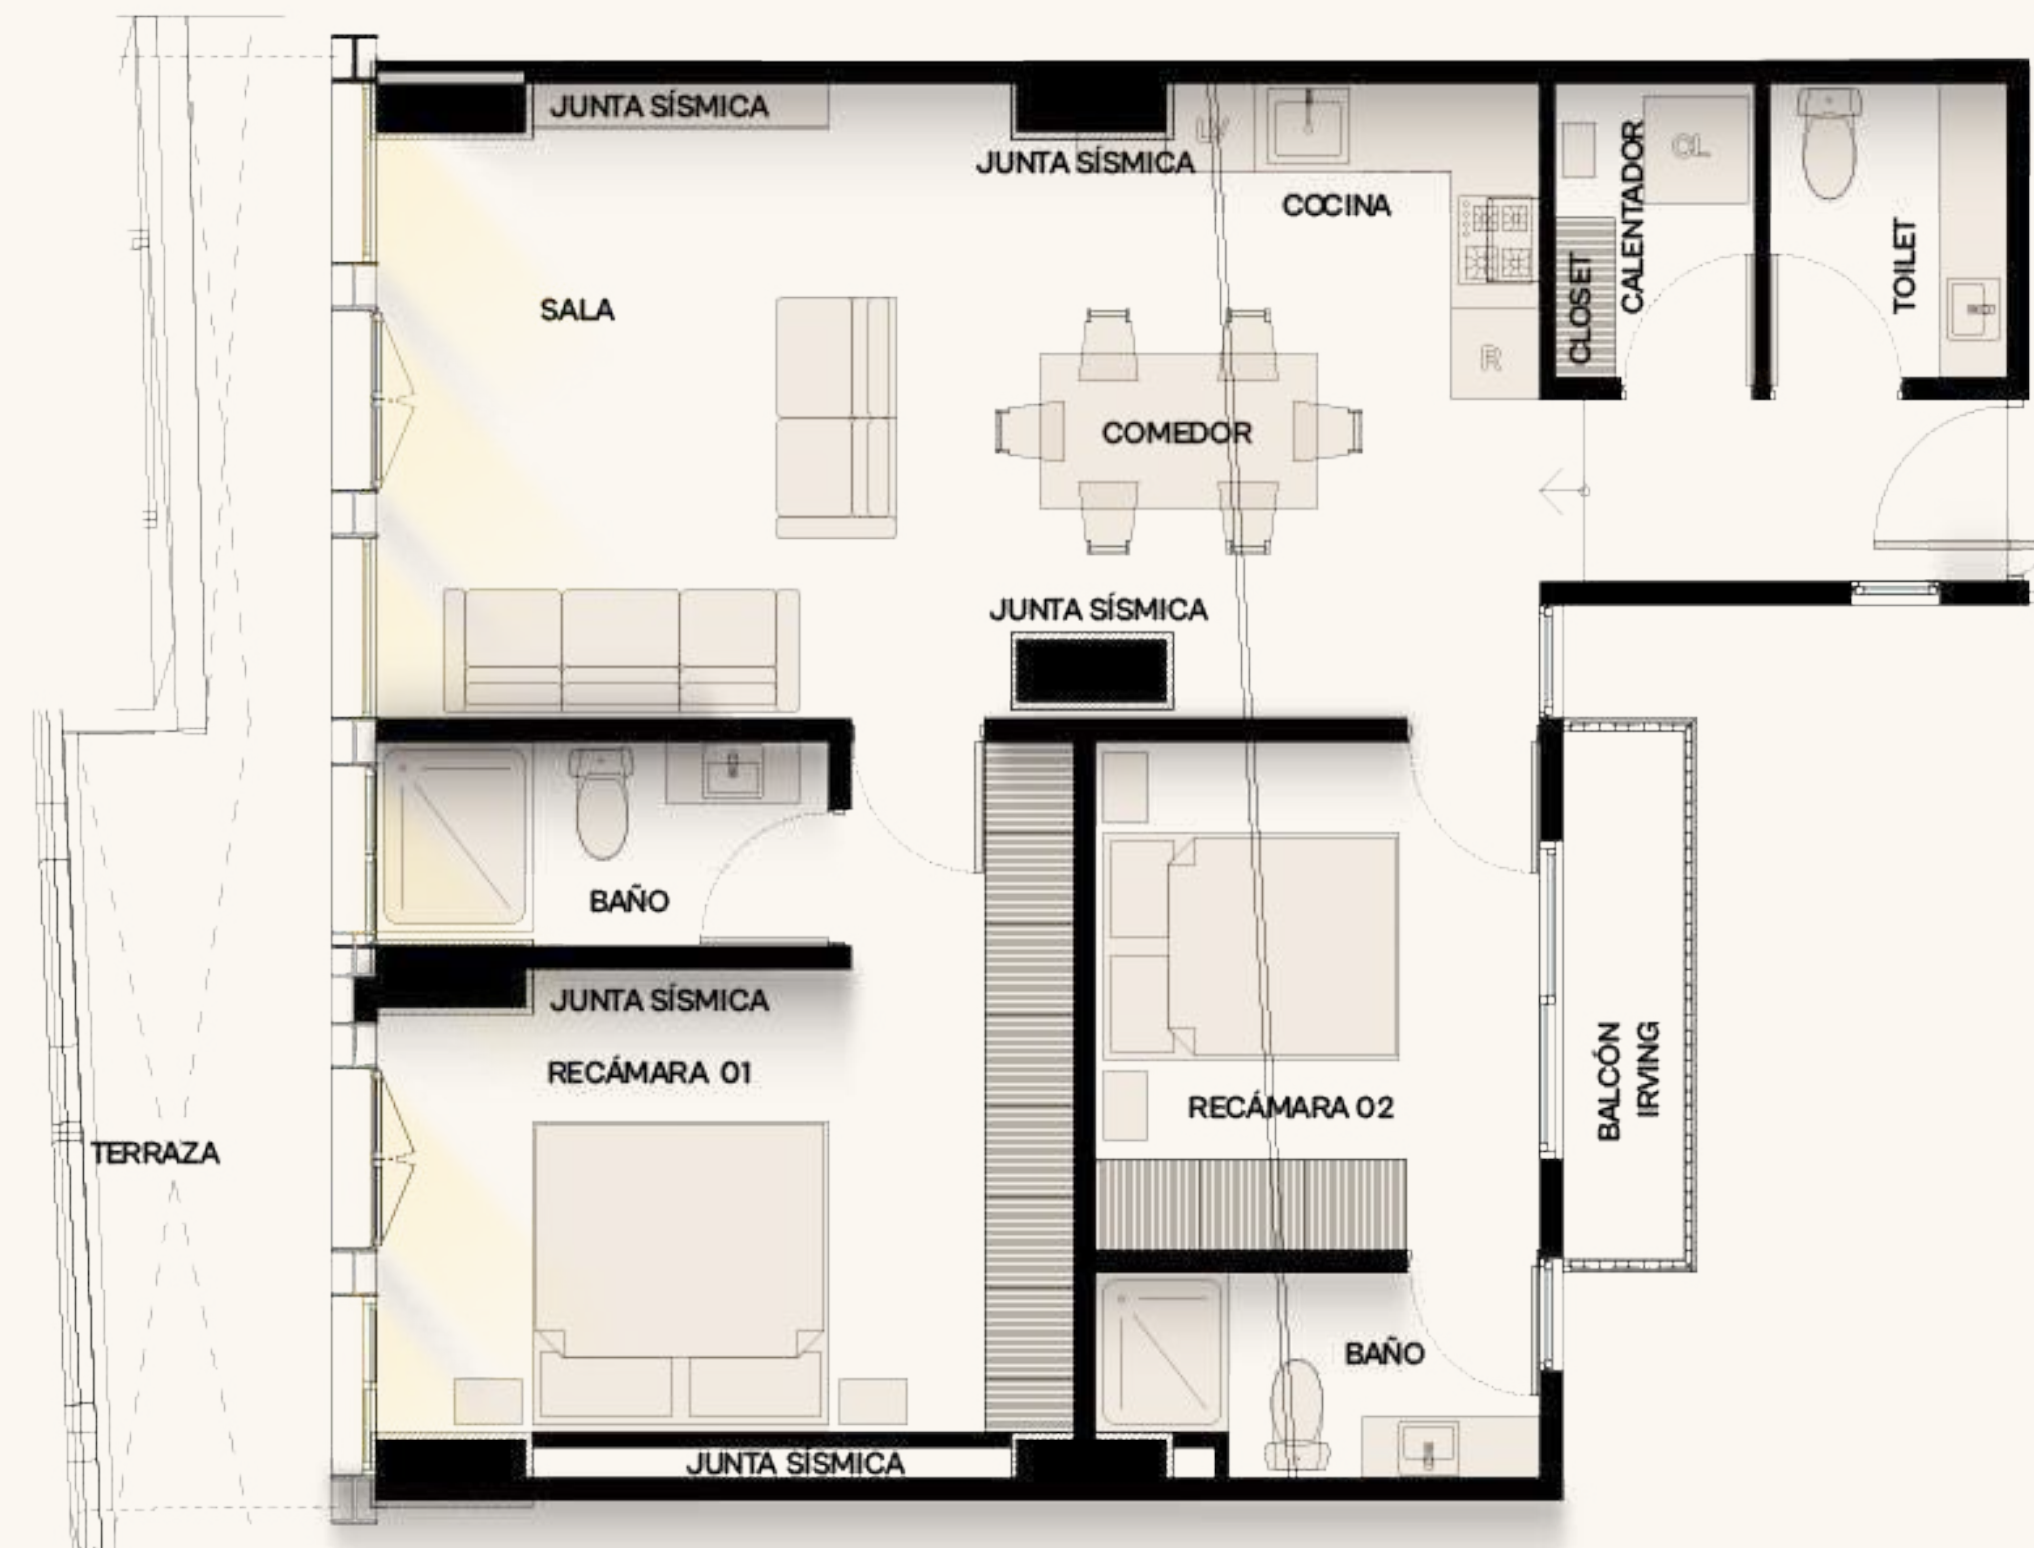 JUNTA SÍSMICA
JUNTA SÍSMICA
LV
COCINA
CLOSET
CALENTADOR
CL
TOILET
SALA
R
COMEDOR
JUNTA SÍSMICA
BAÑO
JUNTA SÍSMICA
RECÁMARA 01
RECÁMARA 02
BALCÓN
IRVING
TERRAZA
BAÑO
JUNTA SÍSMICA